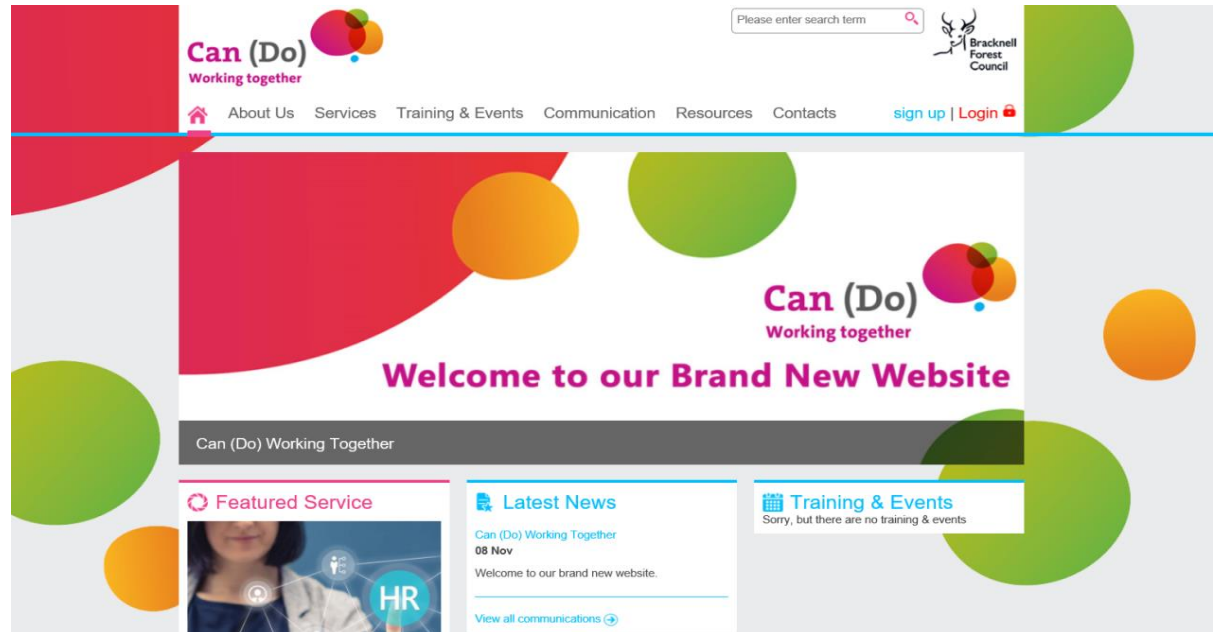 Can (Do)
Working together
Please enter search term
Bracknell
Forest
Council
About Us Services Training & Events Communication Resources Contacts sign up | Login
Can (Do)
Working together
Welcome to our Brand New Website
Can (Do) Working Together
Featured Service
HR
Latest News
Can (Do) Working Together
08 Nov
Welcome to our brand new website.
View all communications
Training & Events
Sorry, but there are no training & events